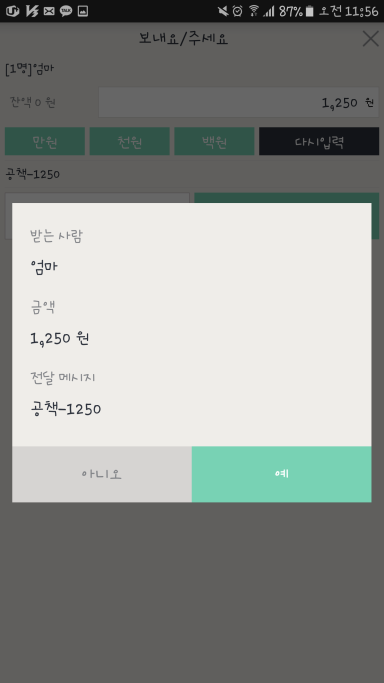 87% 오전 11:56
보내요/주세요
[1명]엄마
잔액 0 원
1,250 원
만원 천원 백원 다시입력
공책-1250
받는 사람
엄마
금액
1,250 원
전달 메시지
공책-1250
아니오 예